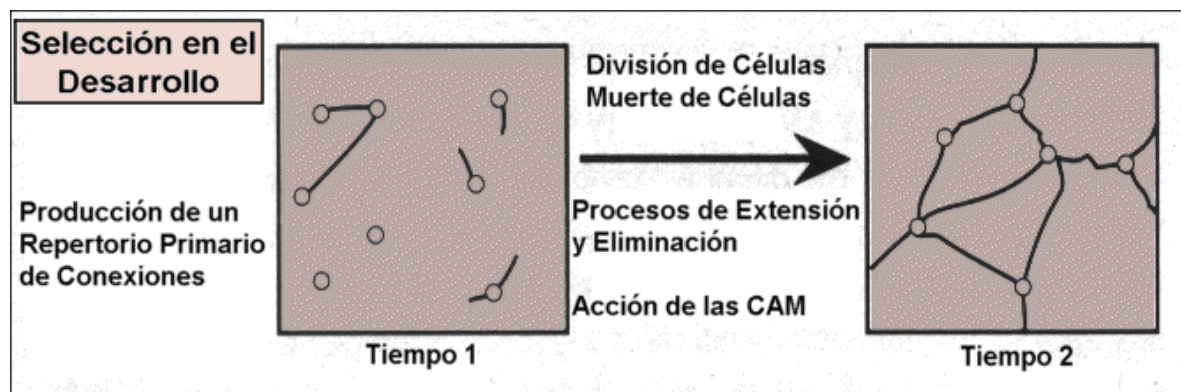 Selección en el
Desarrollo
Producción de un
Repertorio Primario
de Conexiones
Tiempo 1
División de Células
Muerte de Células
Procesos de Extensión
y Eliminación
Acción de las CAM
Tiempo 2